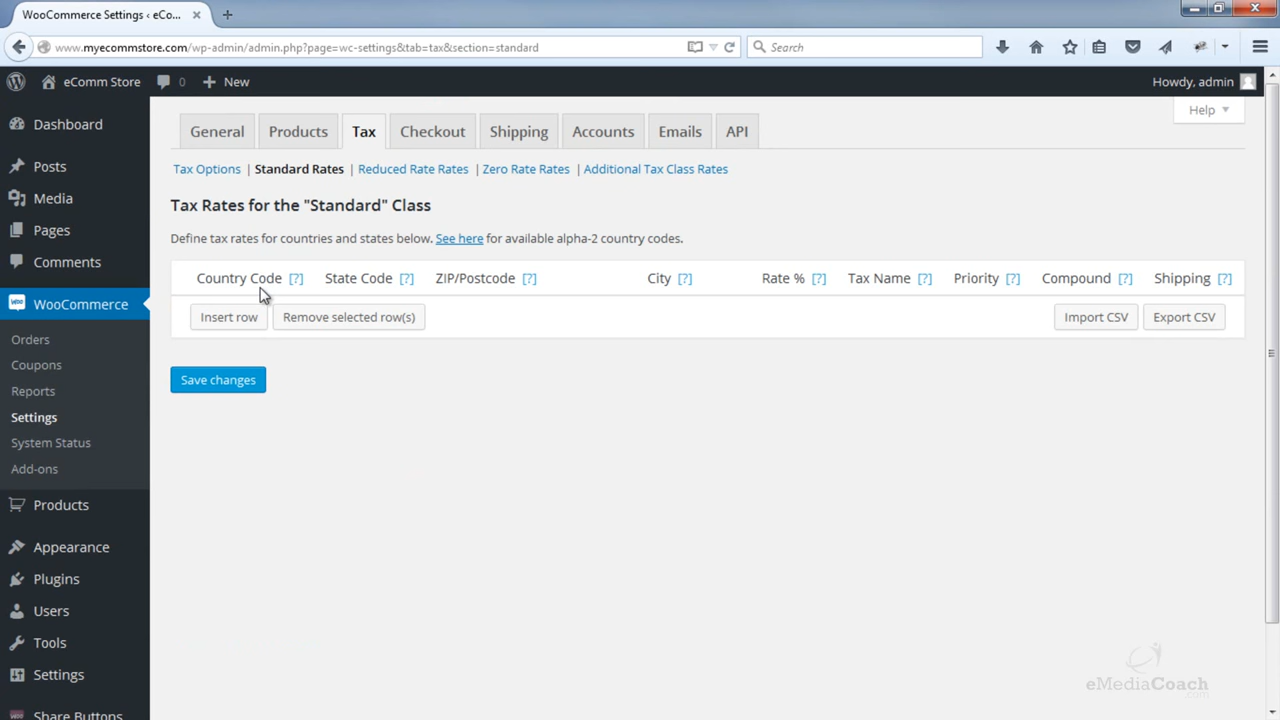 WooCommerce Settings ‹ eCo...
www.myecommstore.com/wp-admin/admin.php?page=wc-settings&tab=tax&section=standard
Search
eComm Store 0 New Howdy, admin
Help
Dashboard
Posts
Media
Pages
Comments
WooCommerce
Orders
Coupons
Reports
Settings
System Status
Add-ons
Products
Appearance
Plugins
Users
Tools
Settings
Share Buttons
General Products Tax Checkout Shipping Accounts Emails API
Tax Options | Standard Rates | Reduced Rate Rates | Zero Rate Rates | Additional Tax Class Rates
Tax Rates for the "Standard" Class
Define tax rates for countries and states below. See here for available alpha-2 country codes.
Country Code [?] State Code [?] ZIP/Postcode [?] City [?] Rate % [?] Tax Name [?] Priority [?] Compound [?] Shipping [?]
Insert row Remove selected row(s) Import CSV Export CSV
Save changes
eMediaCoach
.com